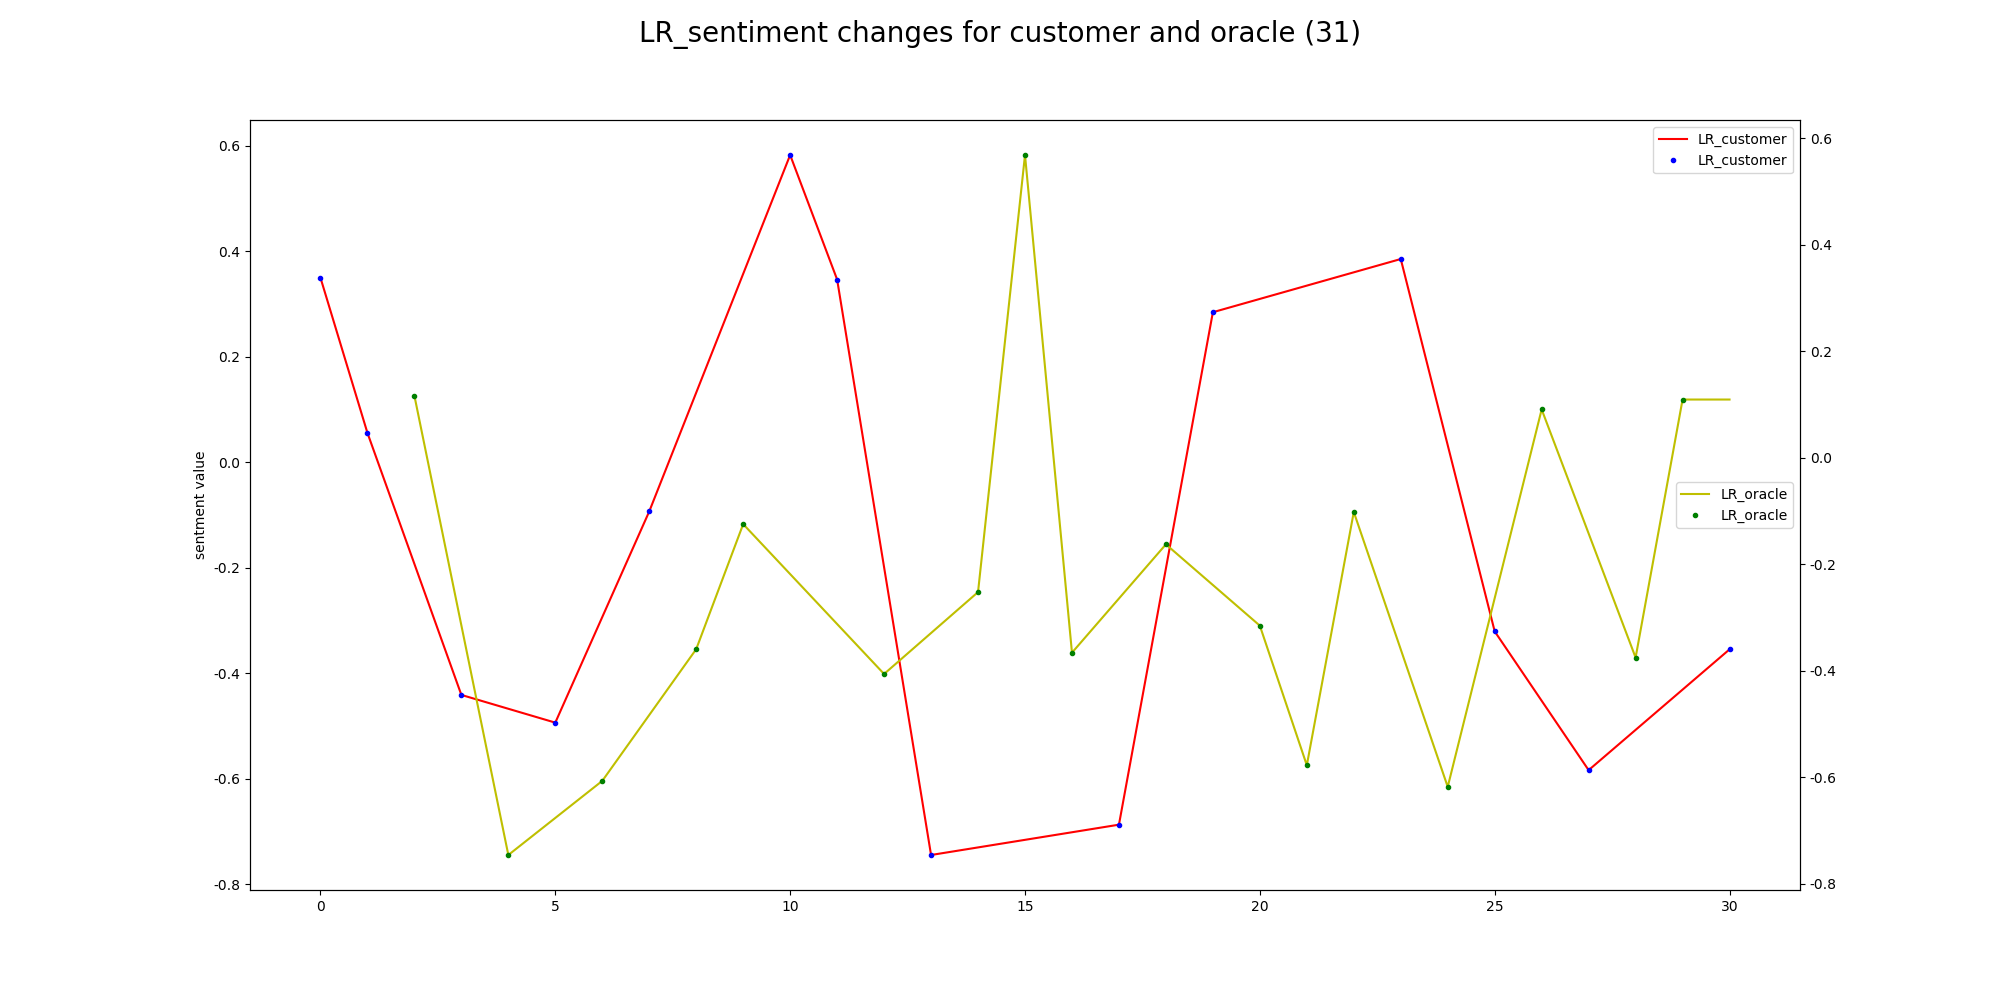 LR_sentiment changes for customer and oracle (31)
sentment value
0.6
0.4
0.2
0.0
-0.2
-0.4
-0.6
-0.8
0.6
0.4
0.2
0.0
-0.2
-0.4
-0.6
-0.8
LR_customer
LR_customer
LR_oracle
LR_oracle
0 5 10 15 20 25 30